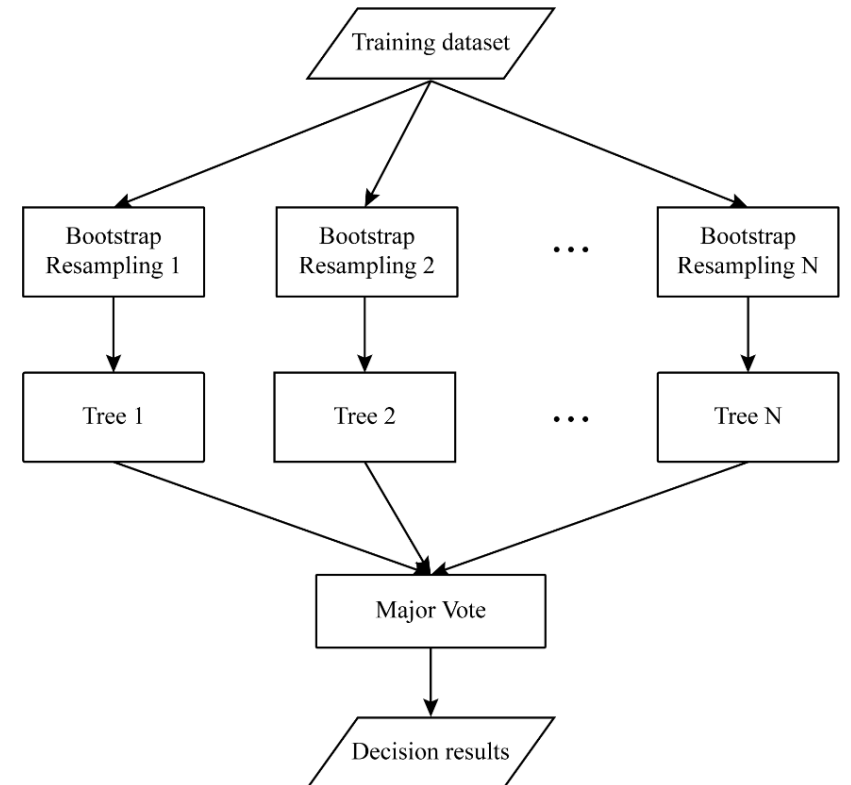 Training dataset
Bootstrap
Resampling 1
Bootstrap
Resampling 2
...
Bootstrap
Resampling N
Tree 1
Tree 2
...
Tree N
Major Vote
Decision results